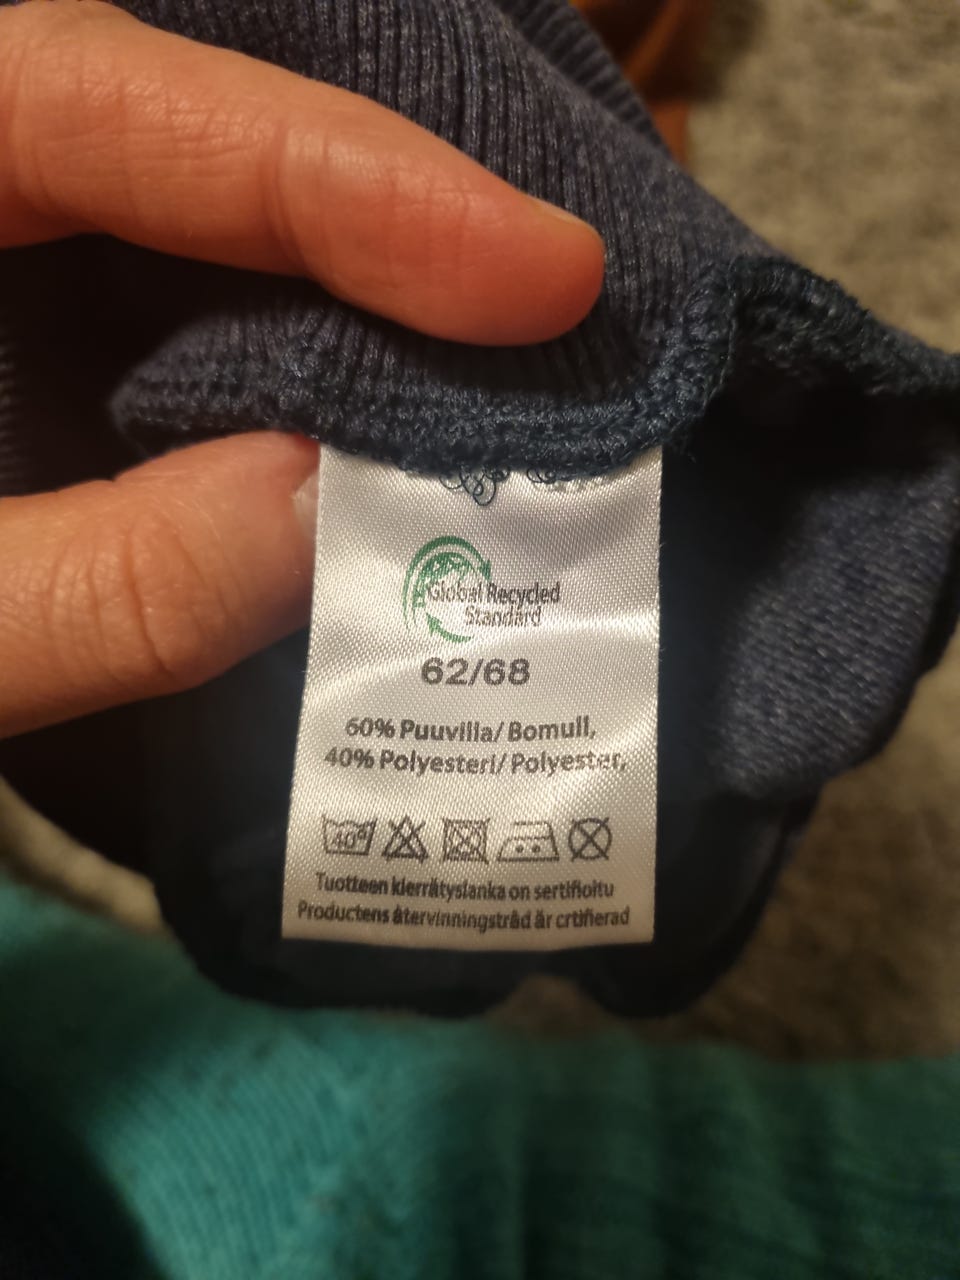 Global Recycled
Standard
62/68
60% Puuvilla/ Bomull,
40% Polyesteri/ Polyester,
40°
Tuotteen kierrätyslanka on sertifioitu
Productens återvinningstråd är crtifierad